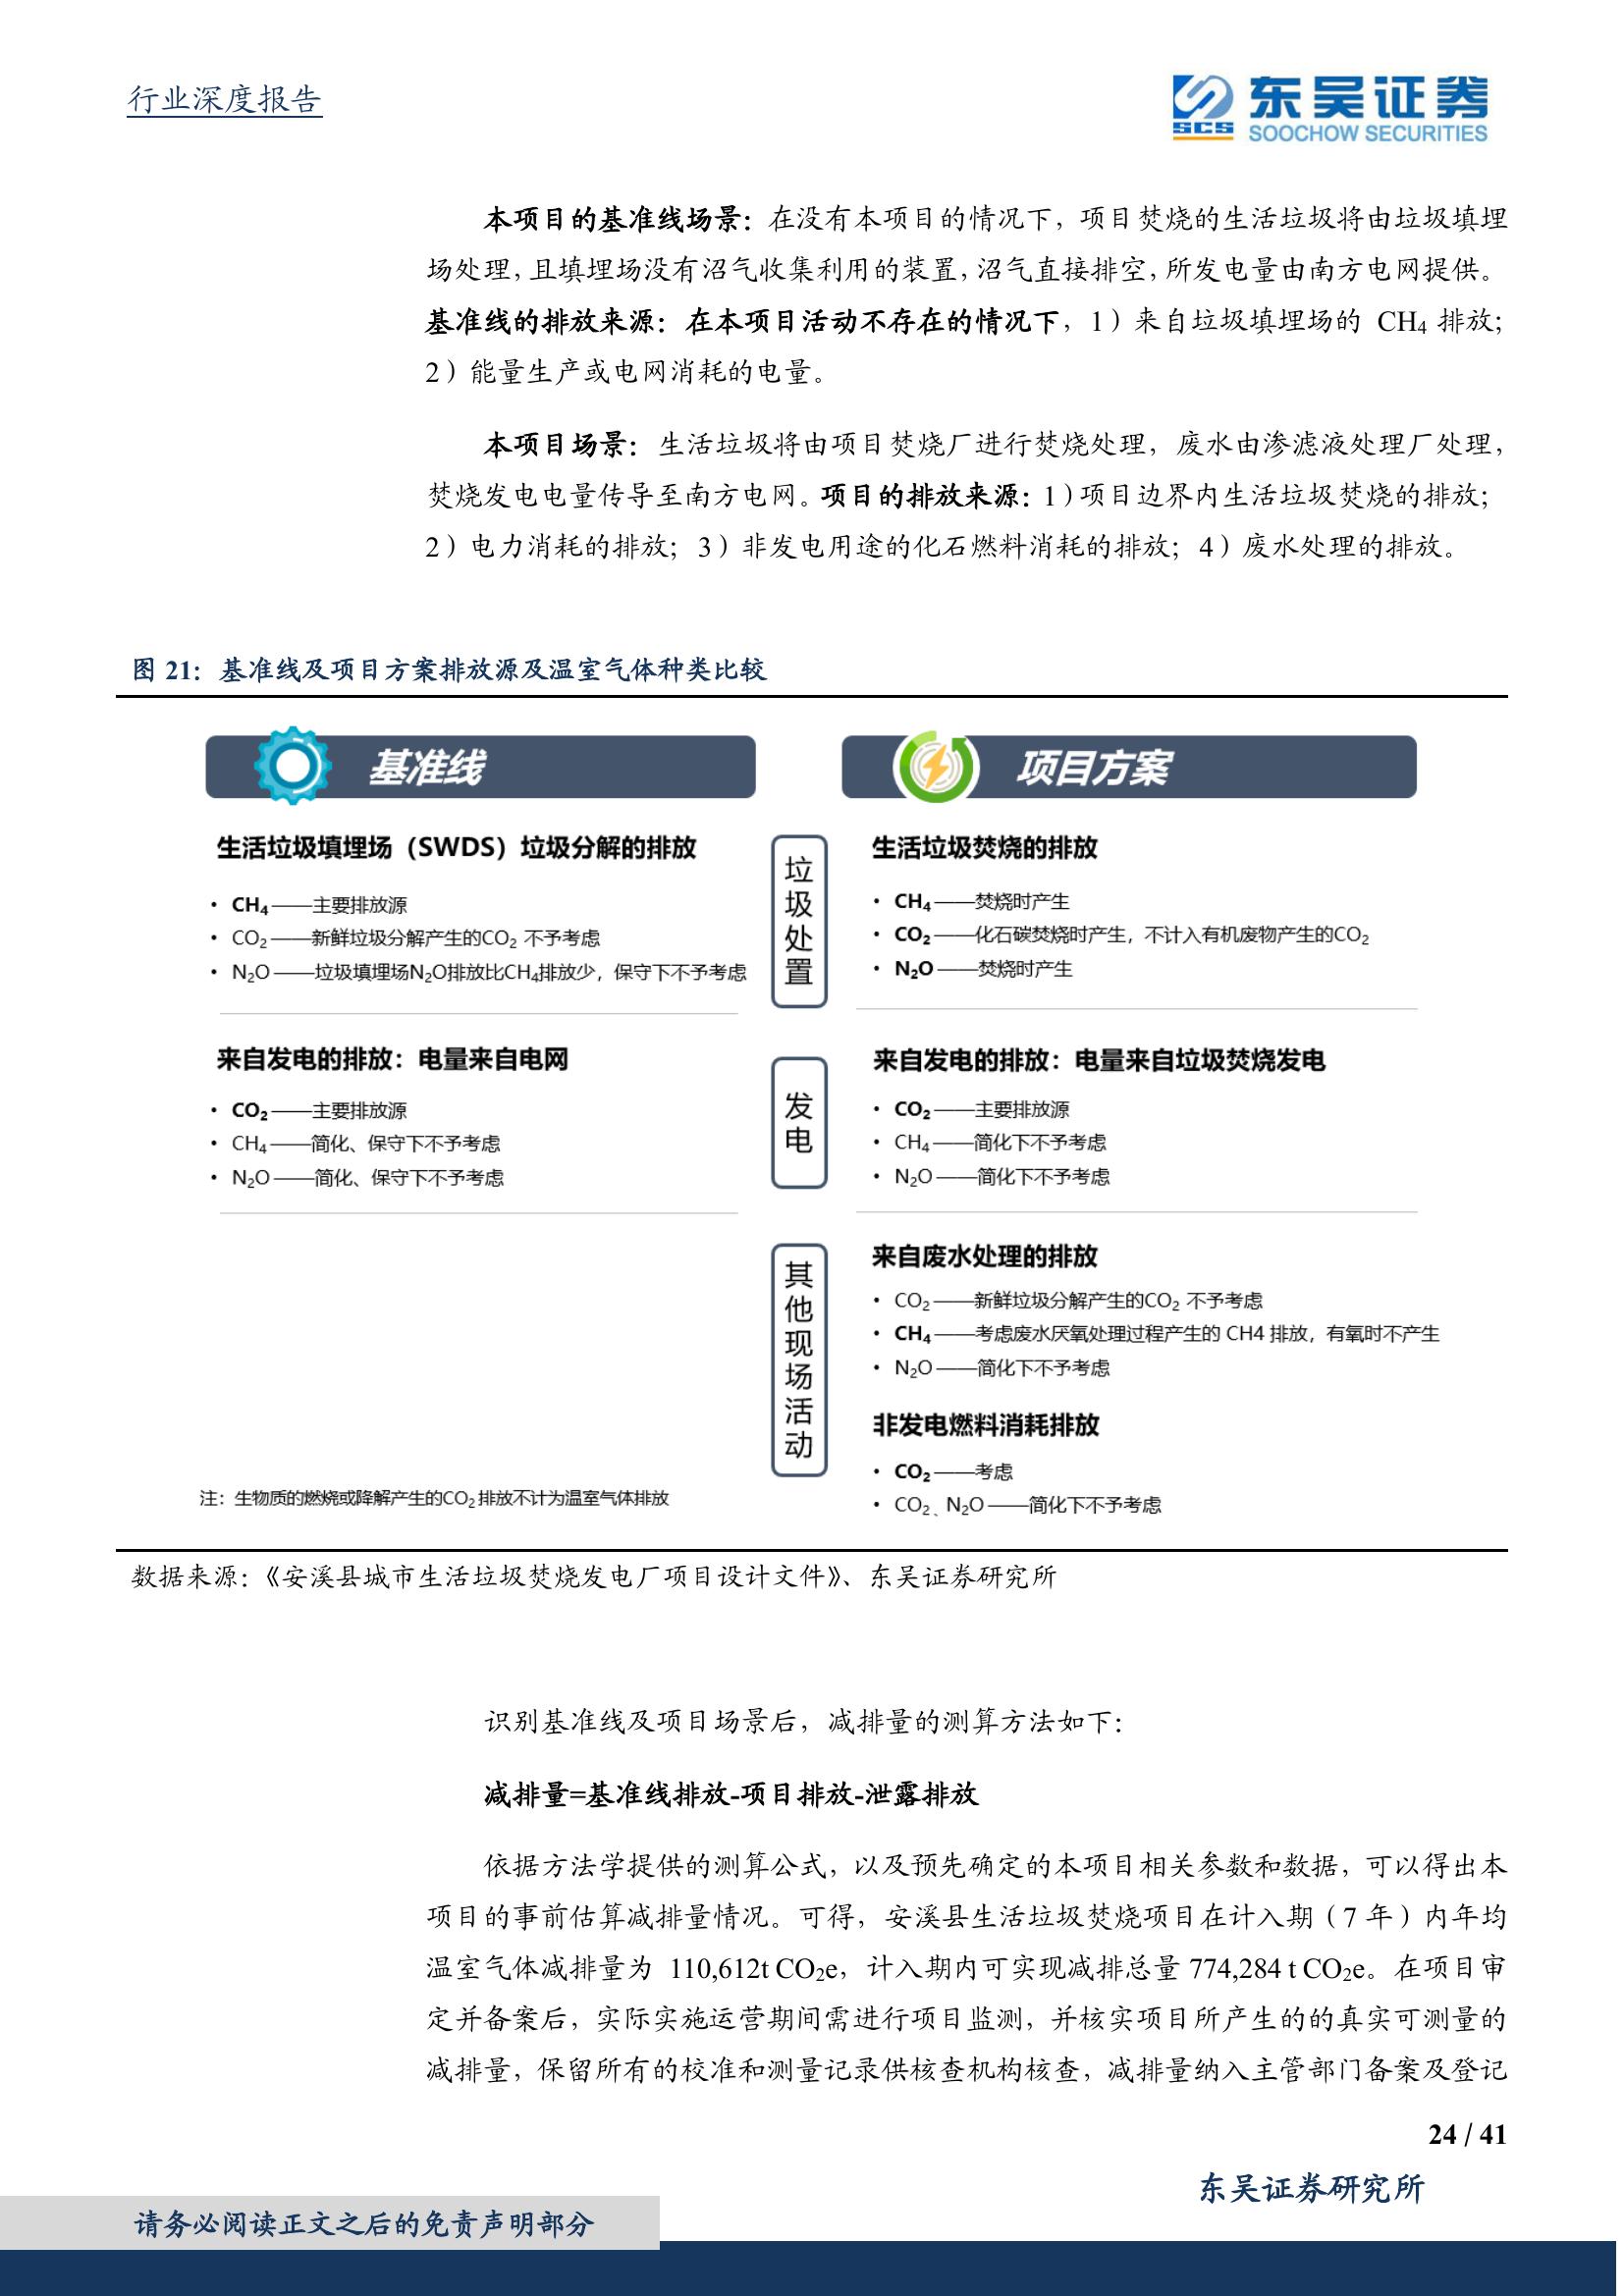 行业深度报告
东吴证券
SCS
SOOCHOW SECURITIES
本项目的基准线场景：在没有本项目的情况下，项目焚烧的生活垃圾将由垃圾填埋
场处理，且填埋场没有沼气收集利用的装置，沼气直接排空，所发电量由南方电网提供。
基准线的排放来源：在本项目活动不存在的情况下，1）来自垃圾填埋场的 CH₄ 排放；
2）能量生产或电网消耗的电量。
本项目场景：生活垃圾将由项目焚烧厂进行焚烧处理，废水由渗滤液处理厂处理，
焚烧发电电量传导至南方电网。项目的排放来源：1）项目边界内生活垃圾焚烧的排放；
2）电力消耗的排放；3）非发电用途的化石燃料消耗的排放；4）废水处理的排放。
图 21：基准线及项目方案排放源及温室气体种类比较
基准线
生活垃圾填埋场（SWDS）垃圾分解的排放
• CH₄——主要排放源
• CO₂——新鲜垃圾分解产生的CO₂ 不予考虑
• N₂O——垃圾填埋场N₂O排放比CH₄排放少，保守下不予考虑
来自发电的排放：电量来自电网
• CO₂——主要排放源
• CH₄——简化、保守下不予考虑
• N₂O——简化、保守下不予考虑
注：生物质的燃烧或降解产生的CO₂ 排放不计为温室气体排放
垃圾处置
发电
其他现场活动
项目方案
生活垃圾焚烧的排放
• CH₄——焚烧时产生
• CO₂——化石碳焚烧时产生，不计入有机废物产生的CO₂
• N₂O——焚烧时产生
来自发电的排放：电量来自垃圾焚烧发电
• CO₂——主要排放源
• CH₄——简化下不予考虑
• N₂O——简化下不予考虑
来自废水处理的排放
• CO₂——新鲜垃圾分解产生的CO₂ 不予考虑
• CH₄——考虑废水厌氧处理过程产生的 CH4 排放，有氧时不产生
• N₂O——简化下不予考虑
非发电燃料消耗排放
• CO₂——考虑
• CO₂、N₂O——简化下不予考虑
数据来源：《安溪县城市生活垃圾焚烧发电厂项目设计文件》、东吴证券研究所
识别基准线及项目场景后，减排量的测算方法如下：
减排量=基准线排放-项目排放-泄露排放
依据方法学提供的测算公式，以及预先确定的本项目相关参数和数据，可以得出本
项目的事前估算减排量情况。可得，安溪县生活垃圾焚烧项目在计入期（7 年）内年均
温室气体减排量为 110,612t CO₂e，计入期内可实现减排总量 774,284 t CO₂e。在项目审
定并备案后，实际实施运营期间需进行项目监测，并核实项目所产生的的真实可测量的
减排量，保留所有的校准和测量记录供核查机构核查，减排量纳入主管部门备案及登记
24 / 41
东吴证券研究所
请务必阅读正文之后的免责声明部分